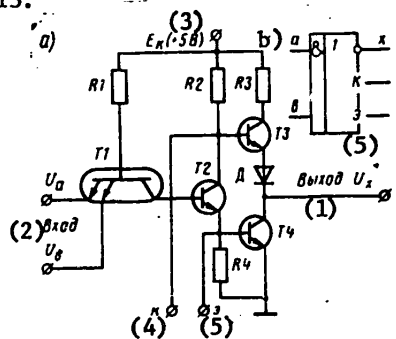 13.
а) (3) b) а & 1 х
Eк(+5В)
К
R1 R2 R3 в Э
(5)
T3
T1
Uа T2 Д Выход Uх
(2) Вход (1)
T4
Uв R4
к э
(4) (5)